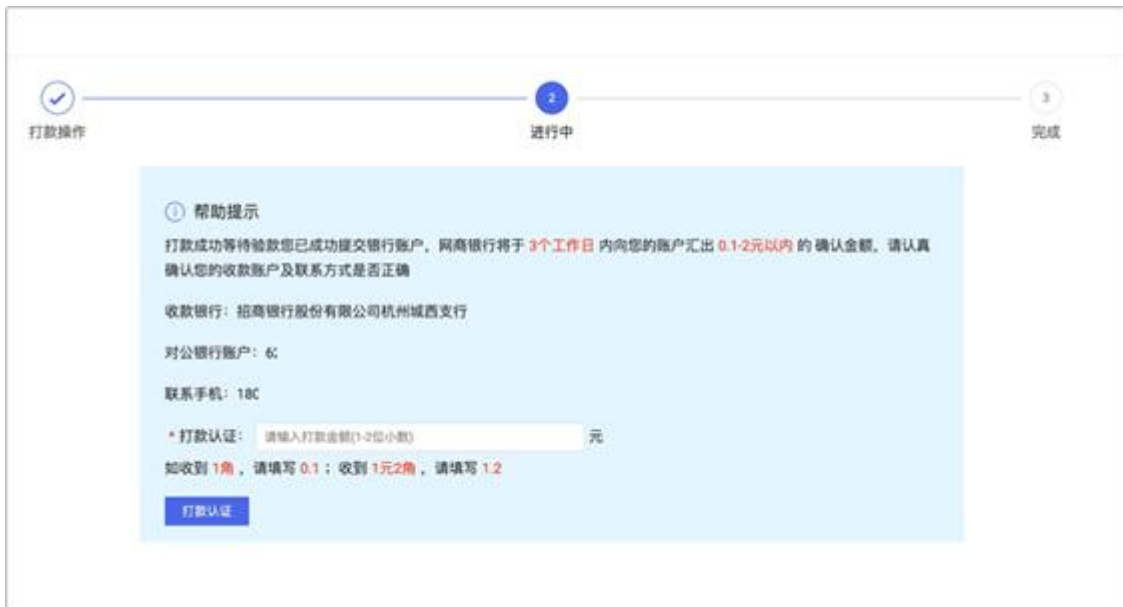 2
3
打款操作
进行中
完成
帮助提示
打款成功等待验款您已成功提交银行账户，网商银行将于 3个工作日 内向您的账户汇出 0.1-2元以内 的 确认金额，请认真
确认您的收款账户及联系方式是否正确
收款银行：招商银行股份有限公司杭州城西支行
对公银行账户：6
联系手机：180
* 打款认证： 请输入打款金额(1-2位小数) 元
如收到 1角 ，请填写 0.1 ；收到 1元2角 ，请填写 1.2
打款认证